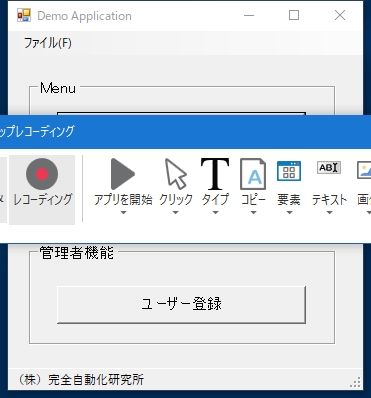 Demo Application
ファイル(F)
Menu
ップレコーディング
レコーディング
アプリを開始 クリック タイプ コピー 要素 テキスト
管理者機能
ユーザー登録
（株）完全自動化研究所